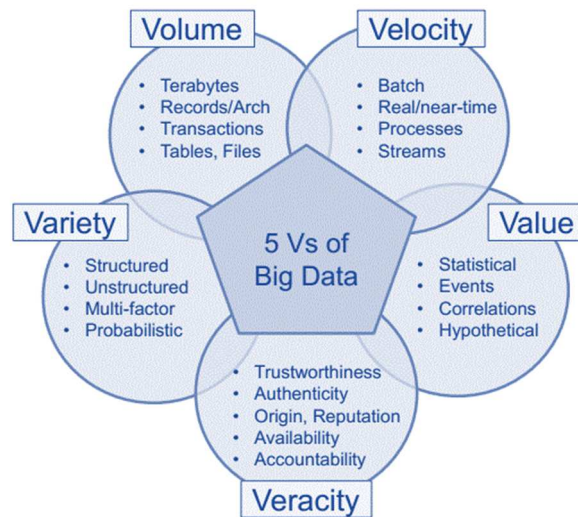 Volume
• Terabytes
• Records/Arch
• Transactions
• Tables, Files
Velocity
• Batch
• Real/near-time
• Processes
• Streams
Variety
• Structured
• Unstructured
• Multi-factor
• Probabilistic
5 Vs of
Big Data
Value
• Statistical
• Events
• Correlations
• Hypothetical
• Trustworthiness
• Authenticity
• Origin, Reputation
• Availability
• Accountability
Veracity